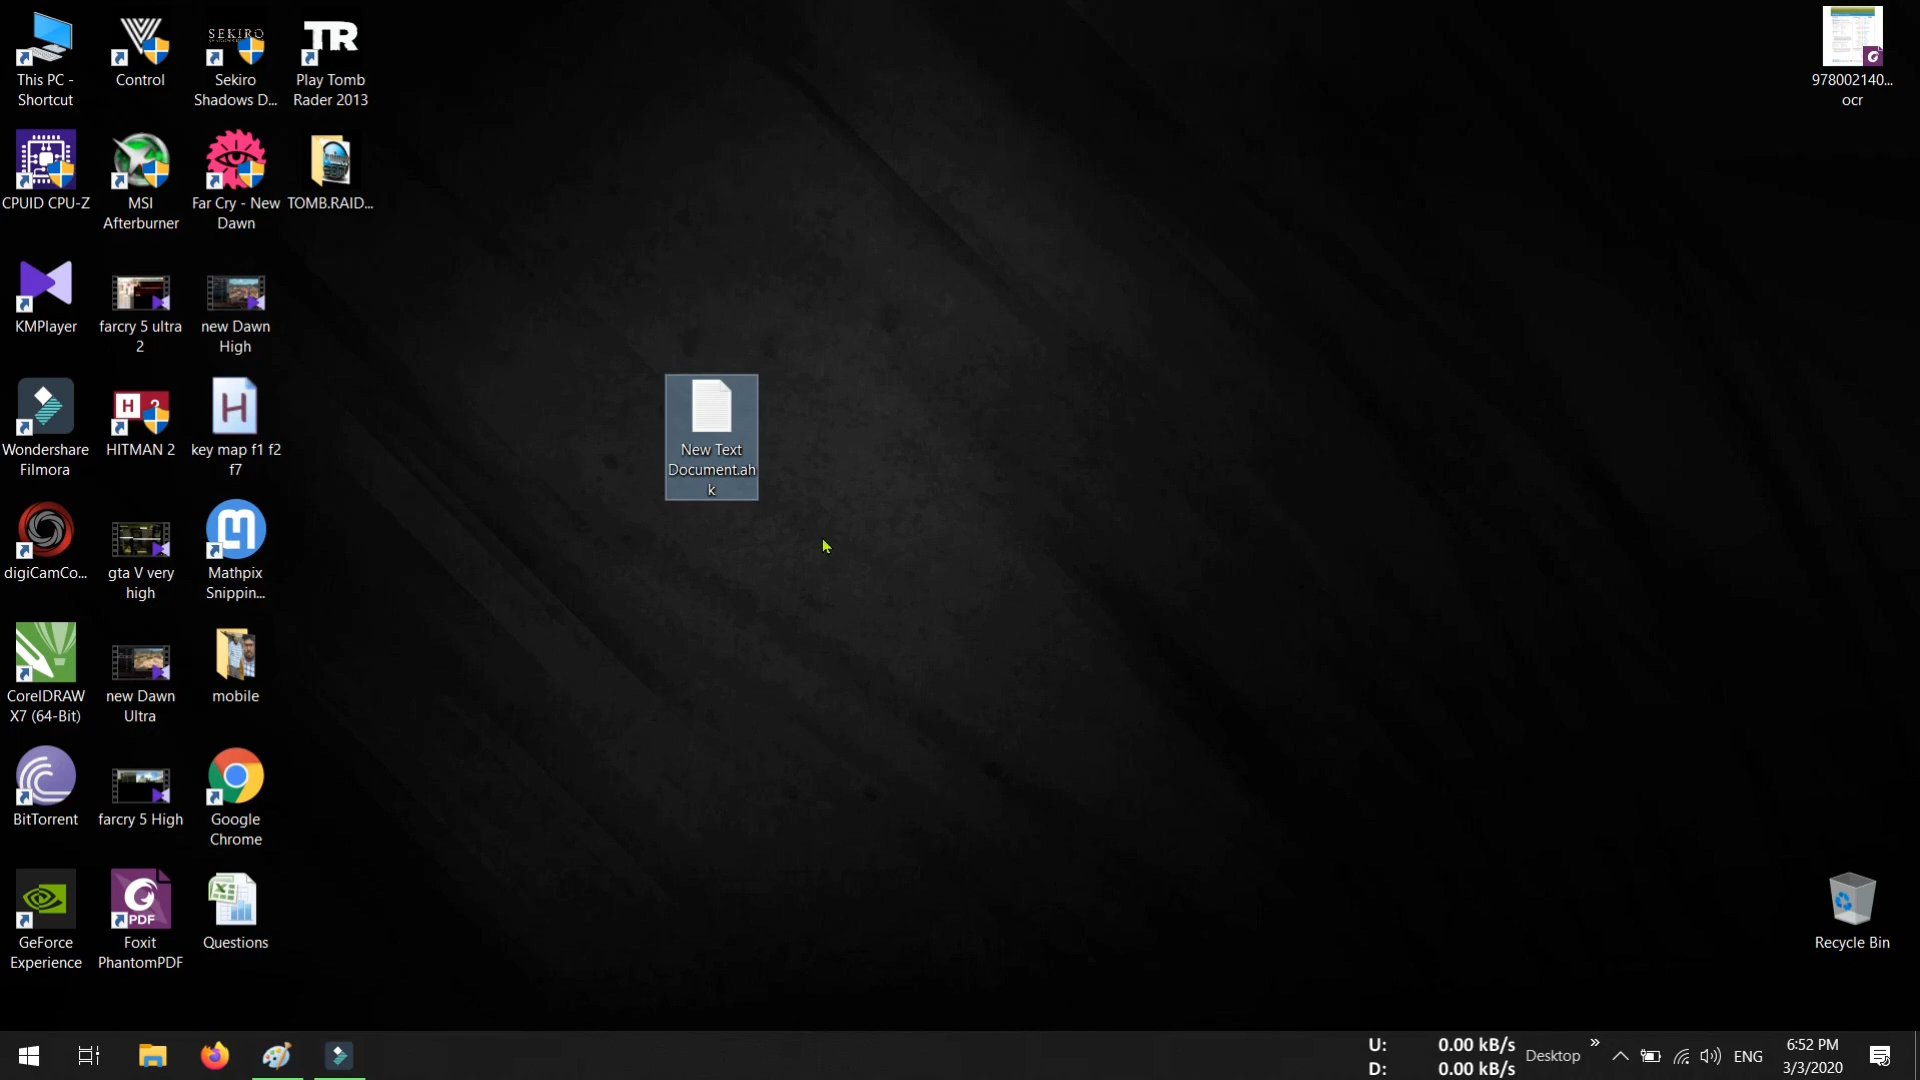 This PC -
Shortcut
Control
SEKIRO
Sekiro
Shadows D...
TR
Play Tomb
Rader 2013
978002140...
ocr
CPUID CPU-Z
MSI
Afterburner
Far Cry - New
Dawn
TOMB.RAID...
KMPlayer
farcry 5 ultra
2
new Dawn
High
Wondershare
Filmora
H 2
HITMAN 2
H
key map f1 f2
f7
New Text
Document.ah
k
digiCamCo...
gta V very
high
Mathpix
Snippin...
CorelDRAW
X7 (64-Bit)
new Dawn
Ultra
mobile
BitTorrent
farcry 5 High
Google
Chrome
GeForce
Experience
PDF
Foxit
PhantomPDF
Questions
Recycle Bin
U: 0.00 kB/s
D: 0.00 kB/s
Desktop
ENG
6:52 PM
3/3/2020